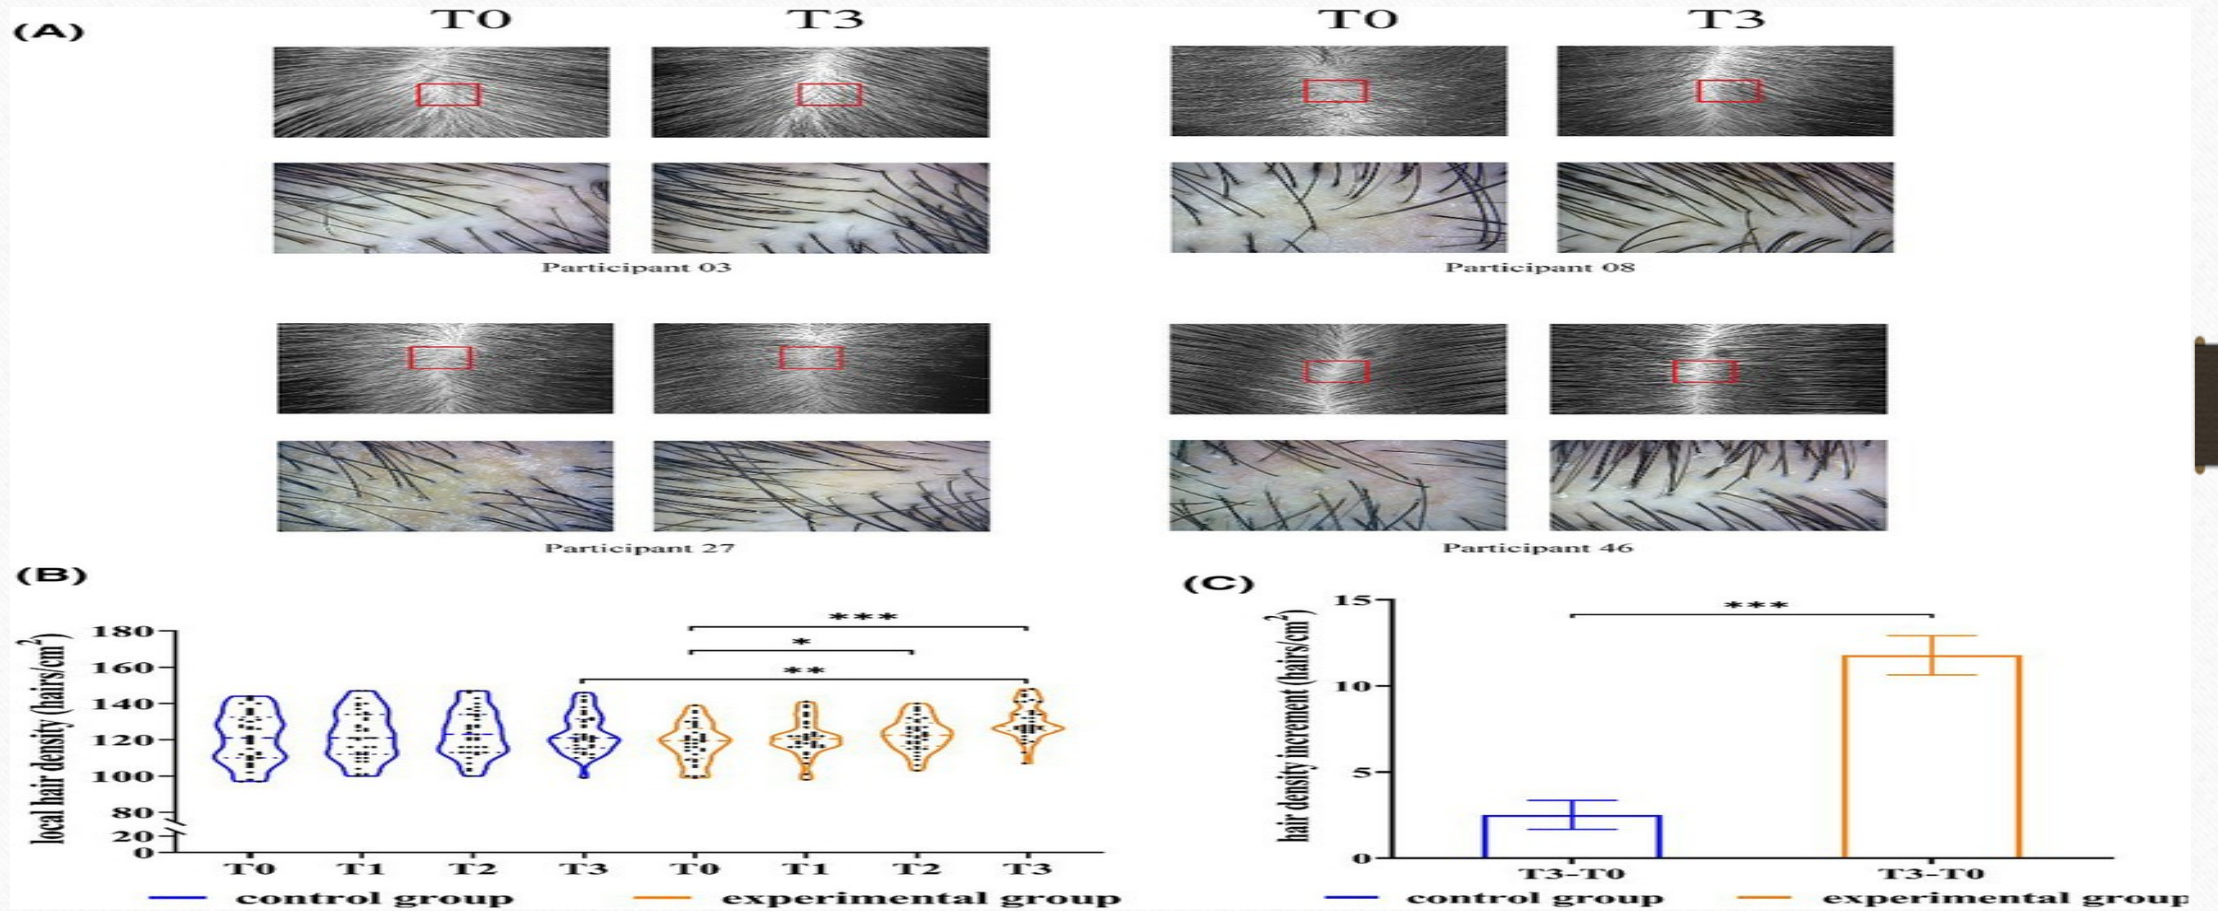 (A)
T0 T3 T0 T3
Participant 03 Participant 08
Participant 27 Participant 46
(B)
local hair density (hairs/cm²)
180
160
140
120
100
80
20
0
***
*
**
T0 T1 T2 T3 T0 T1 T2 T3
control group experimental group
(C)
hair density increment (hairs/cm²)
15
10
5
0
***
T3-T0 T3-T0
control group experimental group